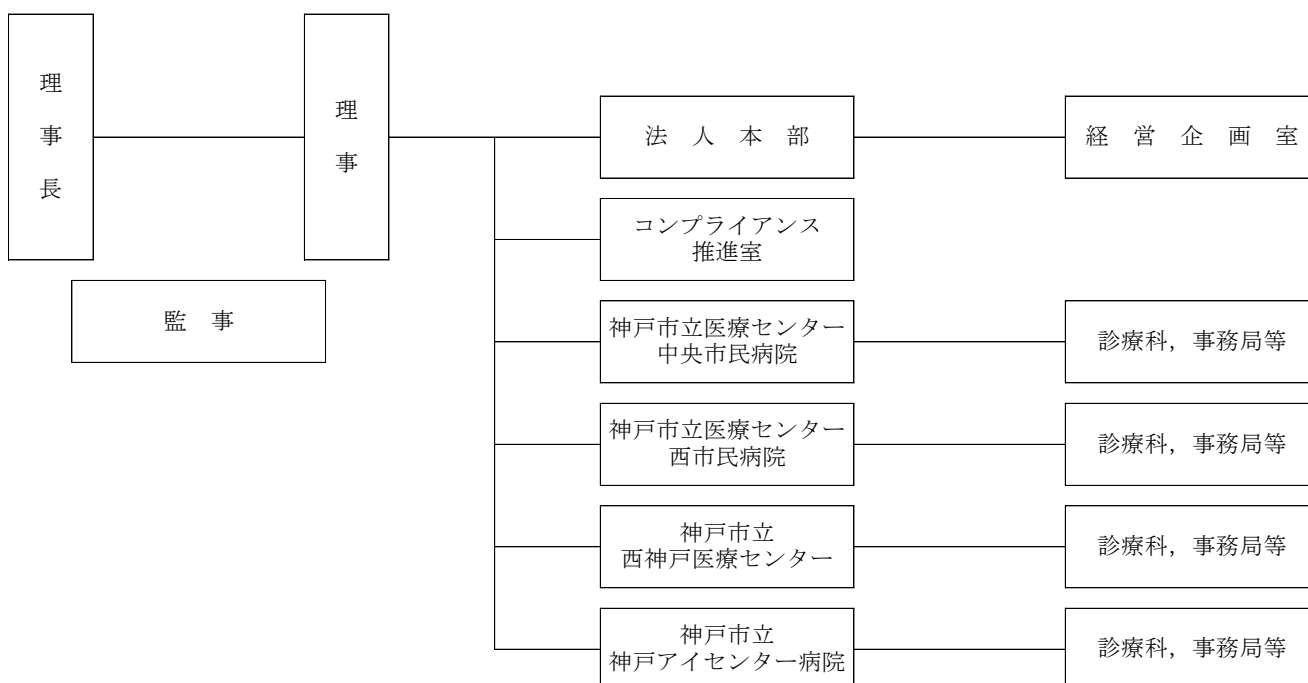 理事長
理事
監事
法人本部
経営企画室
コンプライアンス
推進室
神戸市立医療センター
中央市民病院
診療科，事務局等
神戸市立医療センター
西市民病院
診療科，事務局等
神戸市立
西神戸医療センター
診療科，事務局等
神戸市立
神戸アイセンター病院
診療科，事務局等